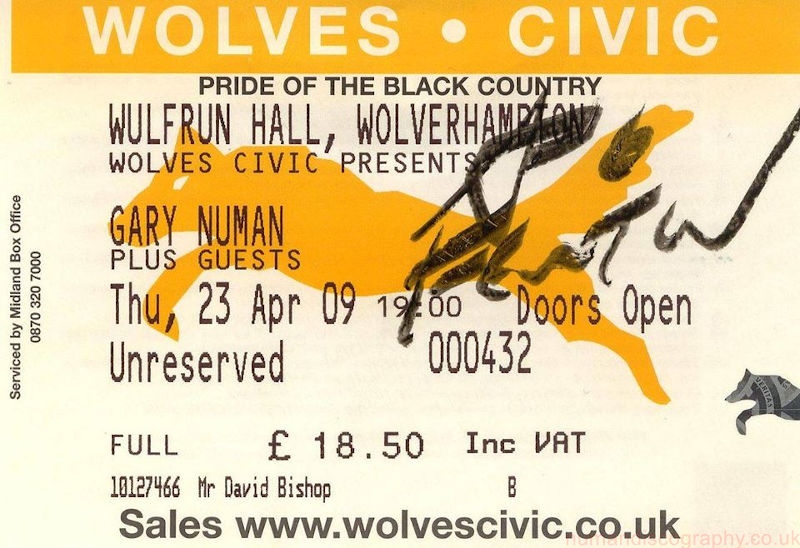 WOLVES • CIVIC
PRIDE OF THE BLACK COUNTRY
WULFRUN HALL, WOLVERHAMPTON
WOLVES CIVIC PRESENTS
GARY NUMAN
PLUS GUESTS
Thu, 23 Apr 09 19:00 Doors Open
Unreserved 000432
FULL £ 18.50 Inc VAT
10127466 Mr David Bishop B
Sales www.wolvescivic.co.uk
Serviced by Midland Box Office
0870 320 7000
numandiscography.co.uk